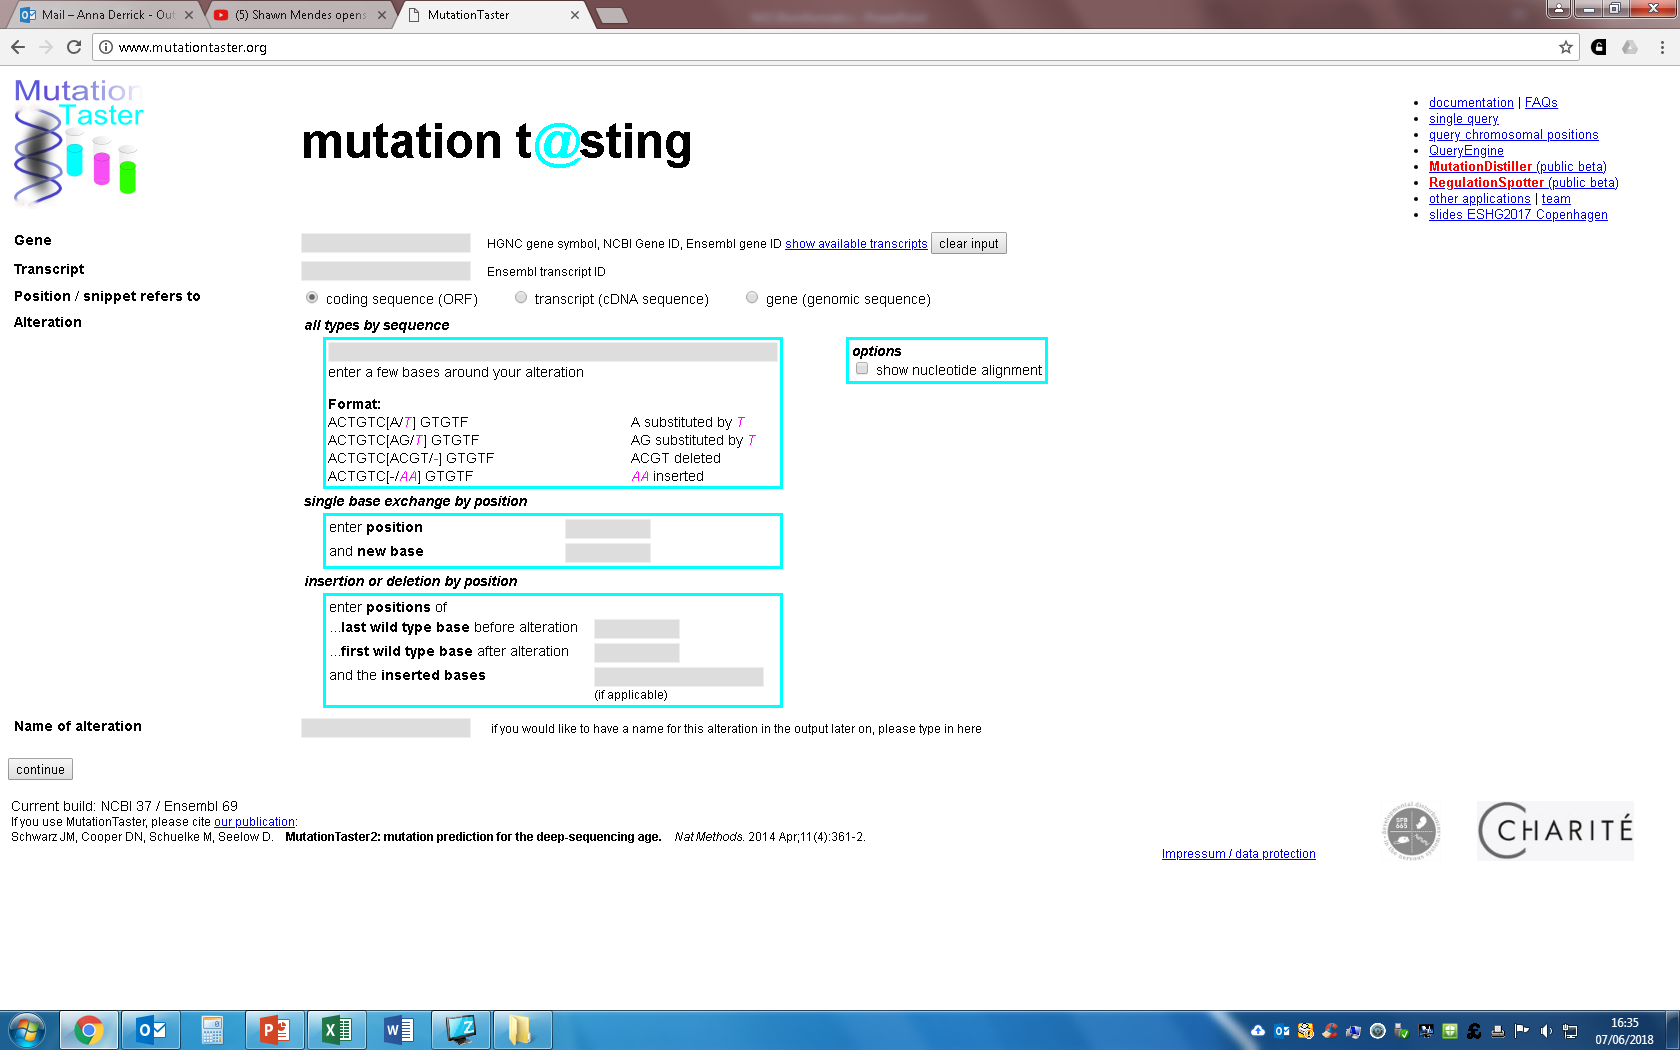 Mail – Anna Derrick - Out
(5) Shawn Mendes opens
MutationTaster
www.mutationtaster.org
Mutation
Taster
mutation t@sting
documentation | FAQs
single query
query chromosomal positions
QueryEngine
MutationDistiller (public beta)
RegulationSpotter (public beta)
other applications | team
slides ESHG2017 Copenhagen
Gene
HGNC gene symbol, NCBI Gene ID, Ensembl gene ID show available transcripts clear input
Transcript
Ensembl transcript ID
Position / snippet refers to
coding sequence (ORF) transcript (cDNA sequence) gene (genomic sequence)
Alteration
all types by sequence
enter a few bases around your alteration
Format:
ACTGTC[A/T] GTGTF A substituted by T
ACTGTC[AG/T] GTGTF AG substituted by T
ACTGTC[ACGT/-] GTGTF ACGT deleted
ACTGTC[-/AA] GTGTF AA inserted
options
show nucleotide alignment
single base exchange by position
enter position
and new base
insertion or deletion by position
enter positions of
...last wild type base before alteration
...first wild type base after alteration
and the inserted bases
(if applicable)
Name of alteration
if you would like to have a name for this alteration in the output later on, please type in here
continue
Current build: NCBI 37 / Ensembl 69
If you use MutationTaster, please cite our publication:
Schwarz JM, Cooper DN, Schuelke M, Seelow D. MutationTaster2: mutation prediction for the deep-sequencing age. Nat Methods. 2014 Apr;11(4):361-2.
Impressum / data protection
SFB
665
CHARITÉ
16:35
07/06/2018